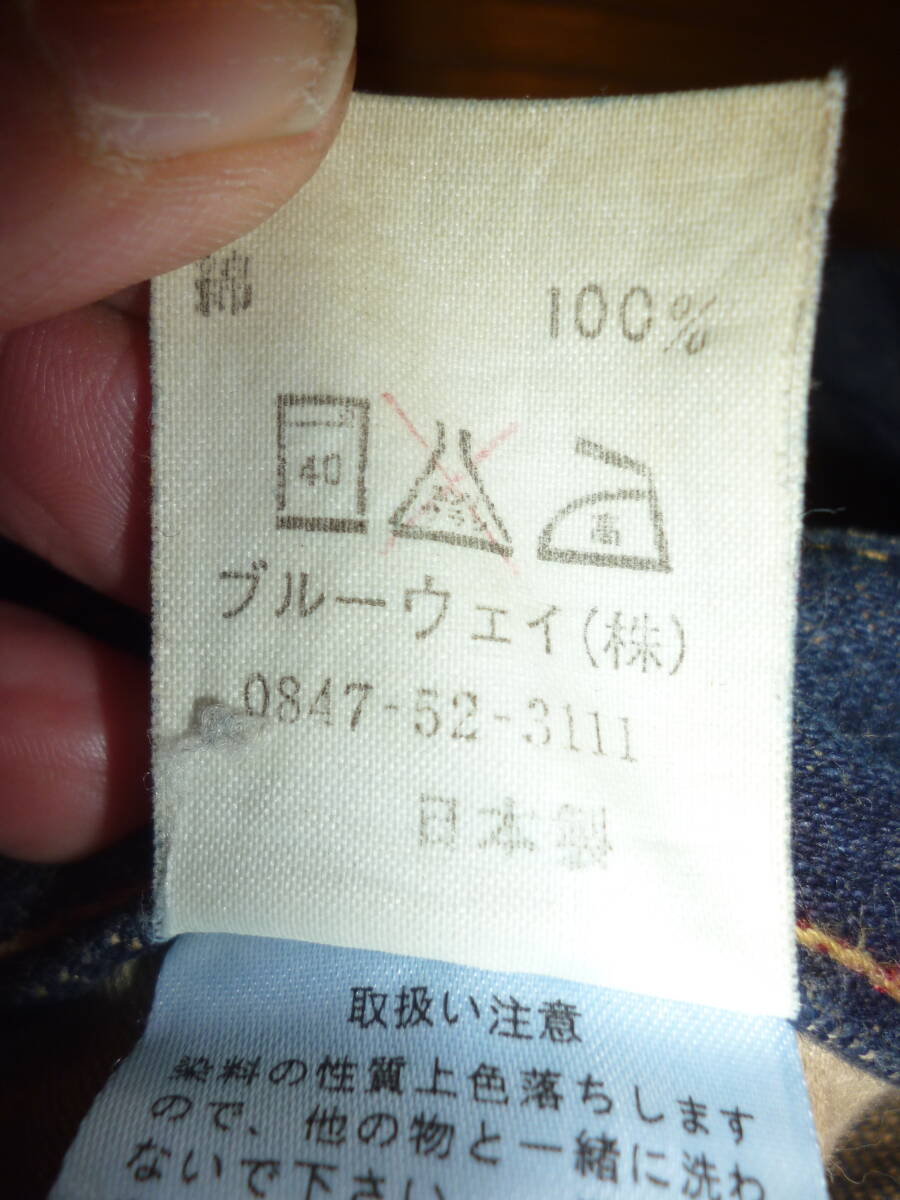 綿 100%
40 高
ブルーウェイ(株)
0847-52-3111
日本製
取扱い注意
染料の性質上色落ちします
ので、他の物と一緒に洗わ
ないで下さい。